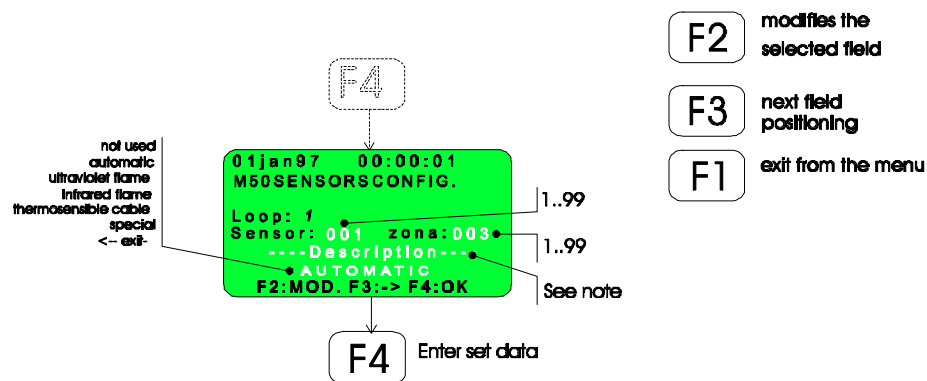 F2
modifies the
selected field
F4
F3
next field
positioning
F1
exit from the menu
not used
automatic
ultraviolet flame
Infrared flame
thermosensible cable
special
<-- exit-
01jan97 00:00:01
M50SENSORSCONFIG.
Loop: 1
Sensor: 001 zona:003
----Description---
AUTOMATIC
F2:MOD. F3:-> F4:OK
1..99
1..99
See note
F4
Enter set data